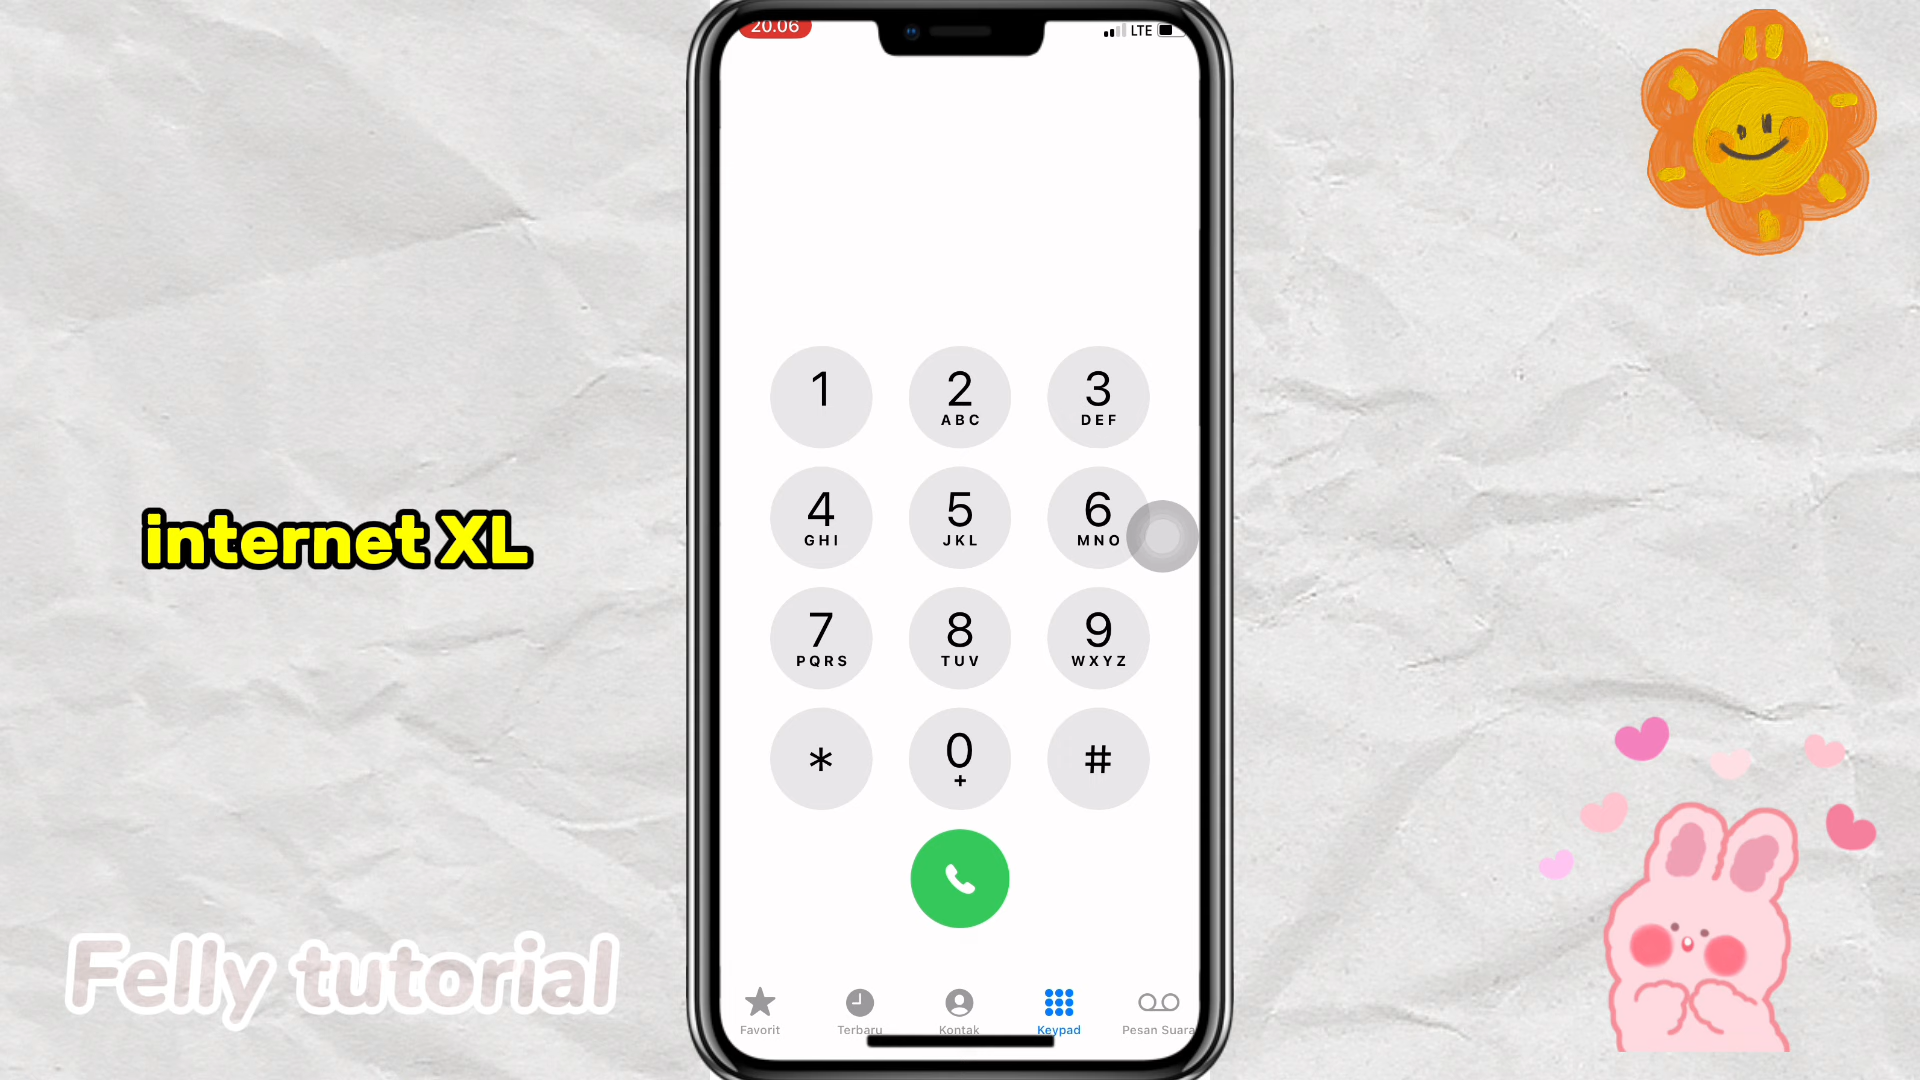 20.06
LTE
1
2
ABC
3
DEF
4
GHI
5
JKL
6
MNO
internet XL
7
PQRS
8
TUV
9
WXYZ
*
0
+
#
Felly tutorial
Favorit
Terbaru
Kontak
Keypad
Pesan Suara